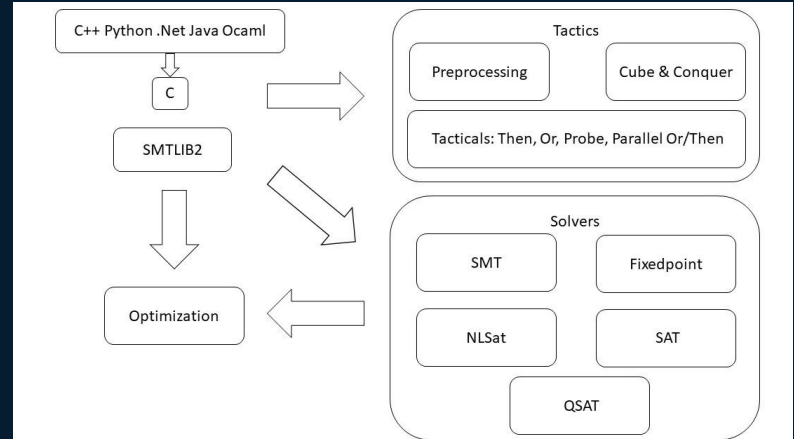 C++ Python .Net Java Ocaml
C
SMTLIB2
Optimization
Tactics
Preprocessing
Cube & Conquer
Tacticals: Then, Or, Probe, Parallel Or/Then
Solvers
SMT
Fixedpoint
NLSat
SAT
QSAT